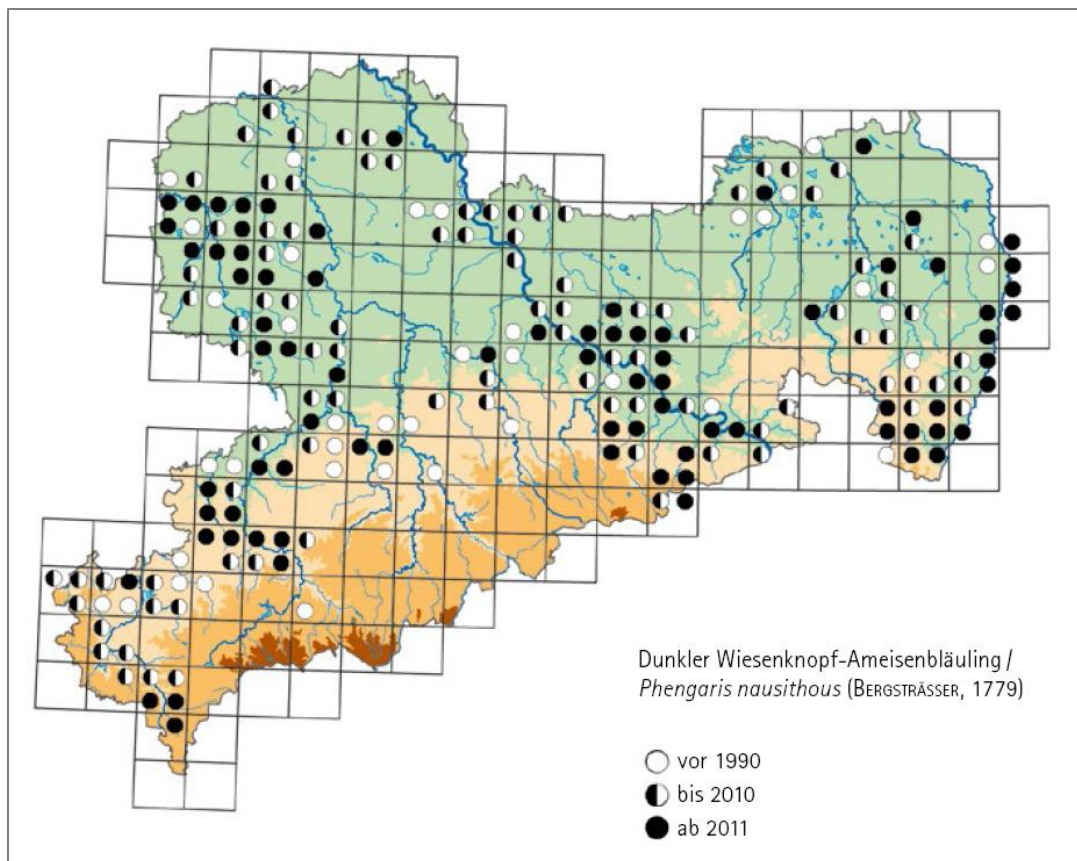 Dunkler Wiesenknopf-Ameisenbläuling /
Phengaris nausithous (BERGSTRÄSSER, 1779)
vor 1990
bis 2010
ab 2011